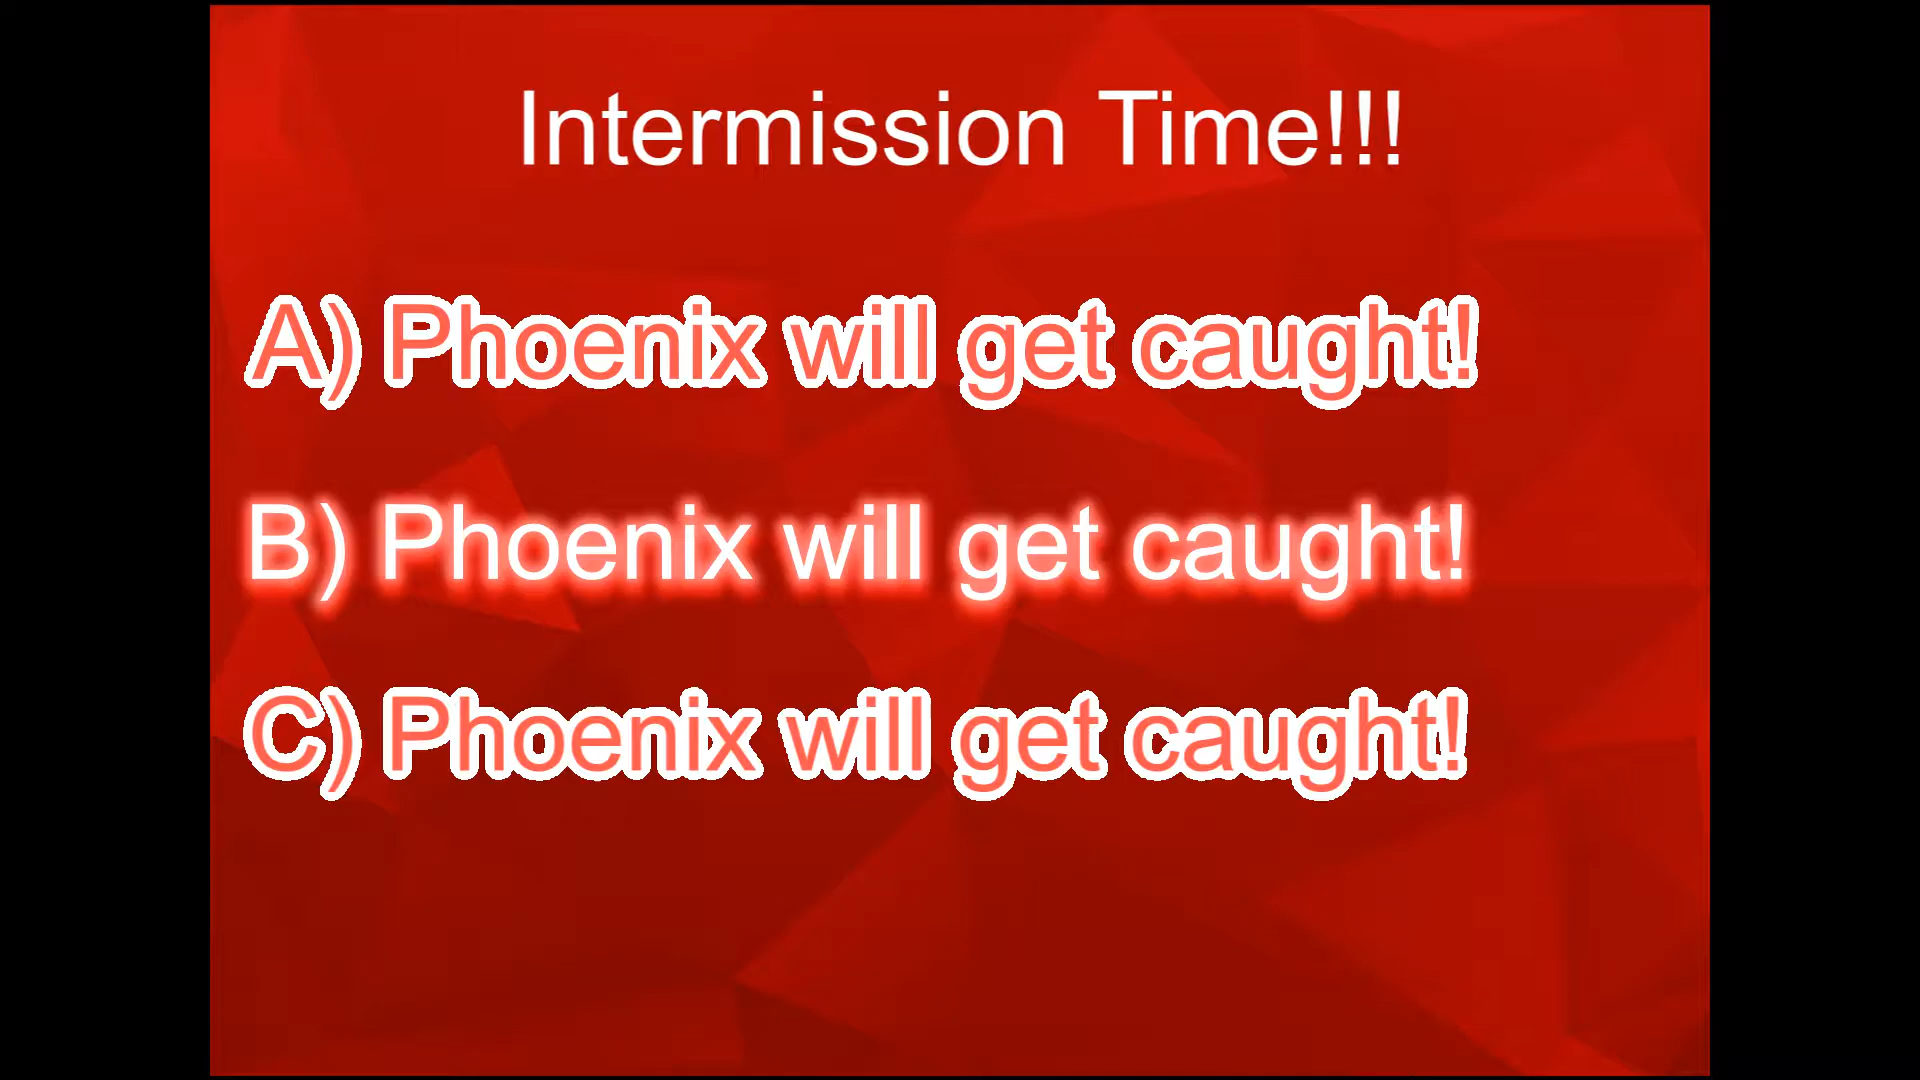 Intermission Time!!!
A) Phoenix will get caught!
B) Phoenix will get caught!
C) Phoenix will get caught!